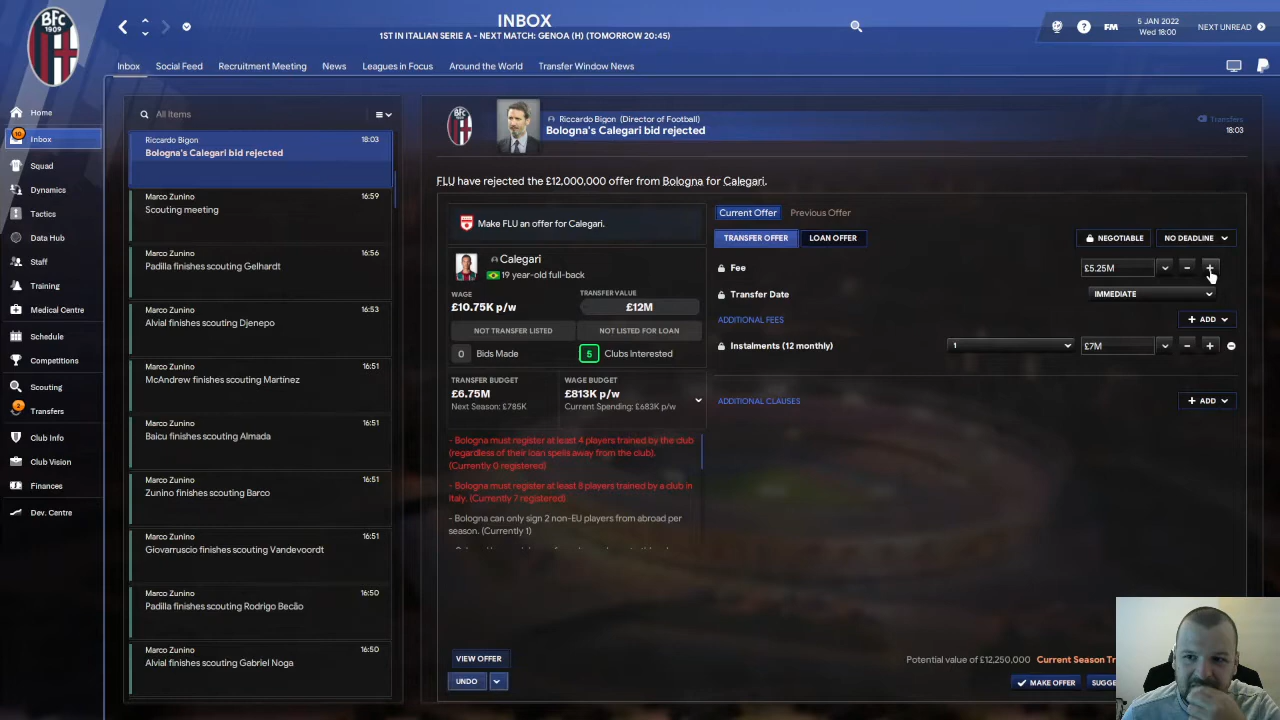 BFC
1909
INBOX
1ST IN ITALIAN SERIE A - NEXT MATCH: GENOA (H) (TOMORROW 20:45)
?
FM
5 JAN 2022
Wed 18:00
NEXT UNREAD
Inbox
Social Feed
Recruitment Meeting
News
Leagues in Focus
Around the World
Transfer Window News
Home
10
Inbox
Squad
Dynamics
Tactics
Data Hub
Staff
Training
Medical Centre
Schedule
Competitions
Scouting
2
Transfers
Club Info
Club Vision
Finances
Dev. Centre
All Items
Riccardo Bigon 18:03
Bologna's Calegari bid rejected
Marco Zunino 16:59
Scouting meeting
Marco Zunino 16:56
Padilla finishes scouting Gelhardt
Marco Zunino 16:53
Alvial finishes scouting Djenepo
Marco Zunino 16:51
McAndrew finishes scouting Martínez
Marco Zunino 16:51
Baicu finishes scouting Almada
Marco Zunino 16:51
Zunino finishes scouting Barco
Marco Zunino 16:51
Giovarruscio finishes scouting Vandevoordt
Marco Zunino 16:50
Padilla finishes scouting Rodrigo Becão
Marco Zunino 16:50
Alvial finishes scouting Gabriel Noga
Riccardo Bigon (Director of Football)
Bologna's Calegari bid rejected
Transfers
18:03
FLU have rejected the £12,000,000 offer from Bologna for Calegari.
Make FLU an offer for Calegari.
Calegari
19 year-old full-back
WAGE
£10.75K p/w
TRANSFER VALUE
£12M
NOT TRANSFER LISTED
NOT LISTED FOR LOAN
0 Bids Made
5 Clubs Interested
TRANSFER BUDGET
£6.75M
Next Season: £785K
WAGE BUDGET
£813K p/w
Current Spending: £683K p/w
- Bologna must register at least 4 players trained by the club
(regardless of their loan spells away from the club).
(Currently 0 registered)
- Bologna must register at least 8 players trained by a club in
Italy. (Currently 7 registered)
- Bologna can only sign 2 non-EU players from abroad per
season. (Currently 1)
VIEW OFFER
UNDO
Current Offer
Previous Offer
TRANSFER OFFER
LOAN OFFER
NEGOTIABLE
NO DEADLINE
Fee
£5.25M
Transfer Date
IMMEDIATE
ADDITIONAL FEES
+ ADD
Instalments (12 monthly)
1
£7M
ADDITIONAL CLAUSES
+ ADD
Potential value of £12,250,000 Current Season Tr
MAKE OFFER
SUGGE